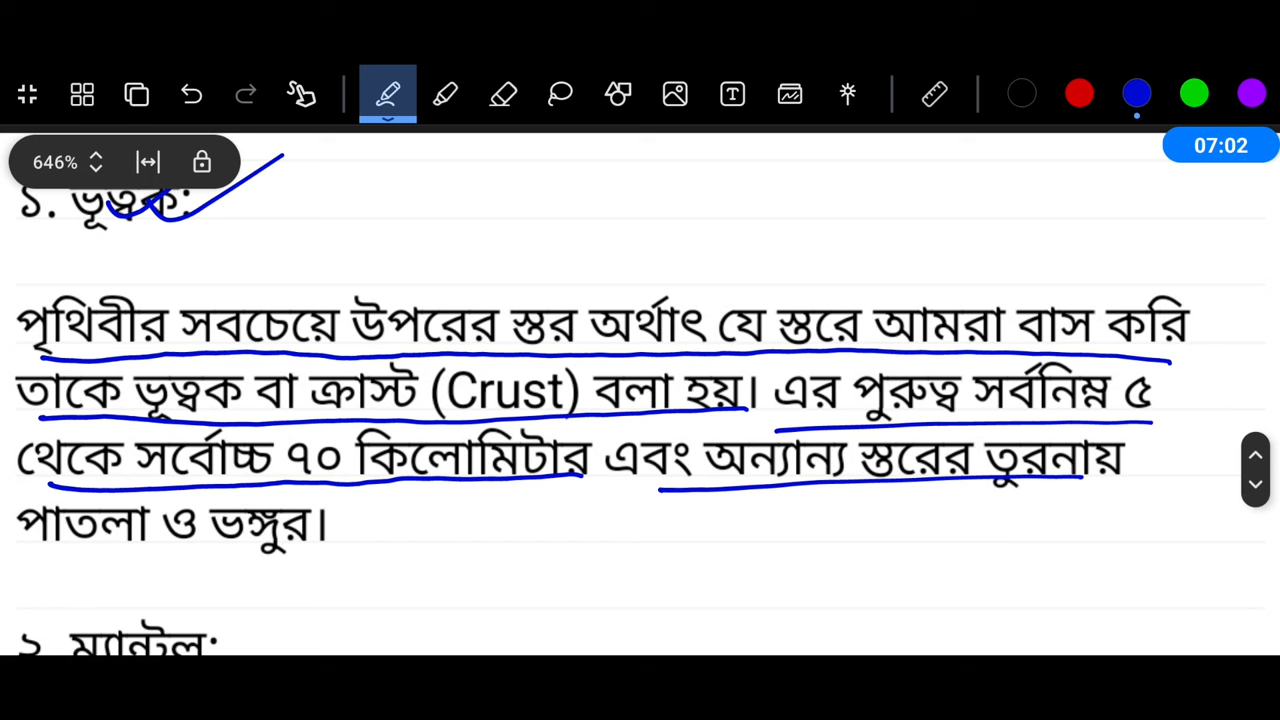 646%
07:02
১. ভূত্বক:
পৃথিবীর সবচেয়ে উপরের স্তর অর্থাৎ যে স্তরে আমরা বাস করি
তাকে ভূত্বক বা ক্রাস্ট (Crust) বলা হয়। এর পুরুত্ব সর্বনিম্ন ৫
থেকে সর্বোচ্চ ৭০ কিলোমিটার এবং অন্যান্য স্তরের তুরনায়
পাতলা ও ভঙ্গুর।
২. ম্যান্টল: